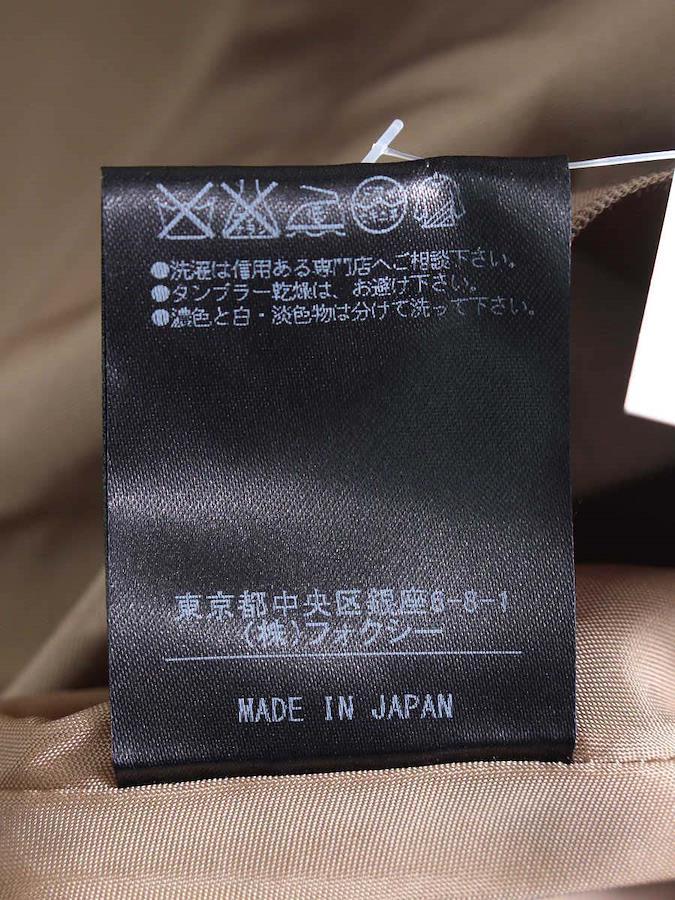 ●洗濯は信用ある専門店へご相談下さい。
●タンブラー乾燥は、お避け下さい。
●濃色と白・淡色物は分けて洗って下さい。
東京都中央区銀座6-8-1
(株)フォクシー
MADE IN JAPAN